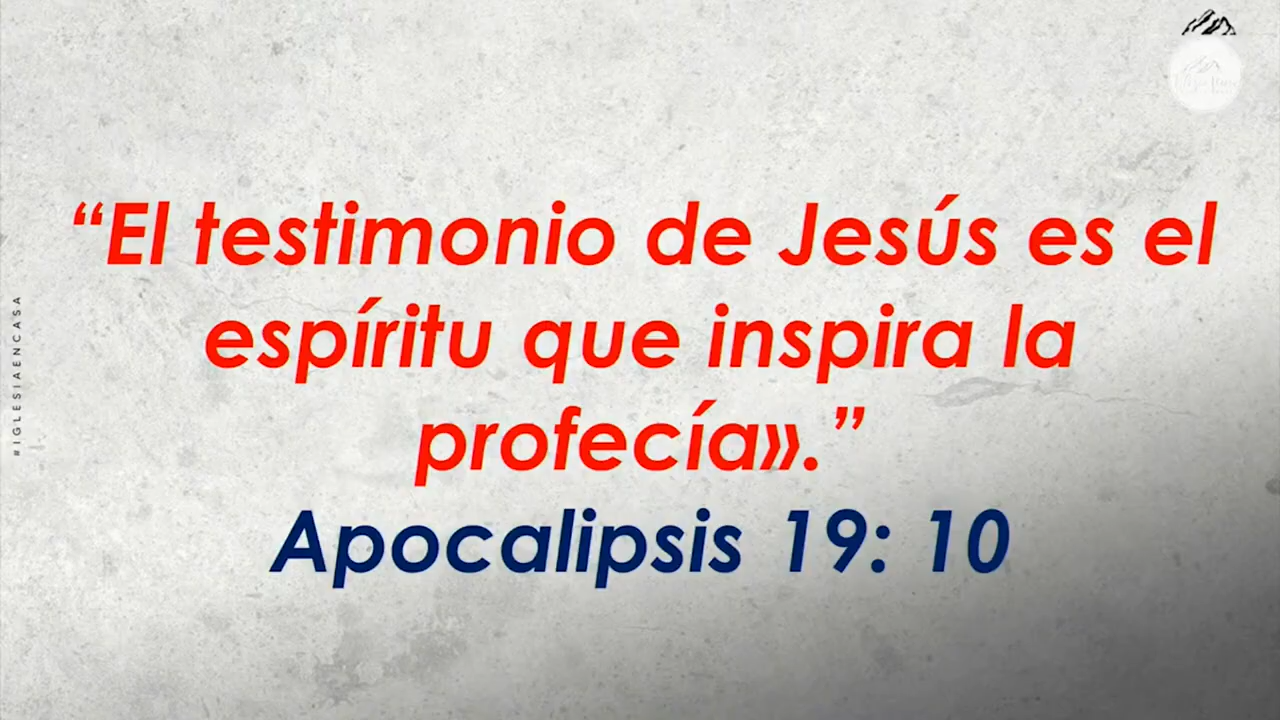 “El testimonio de Jesús es el
espíritu que inspira la
profecía».”
Apocalipsis 19: 10
#IGLESIAENCASA